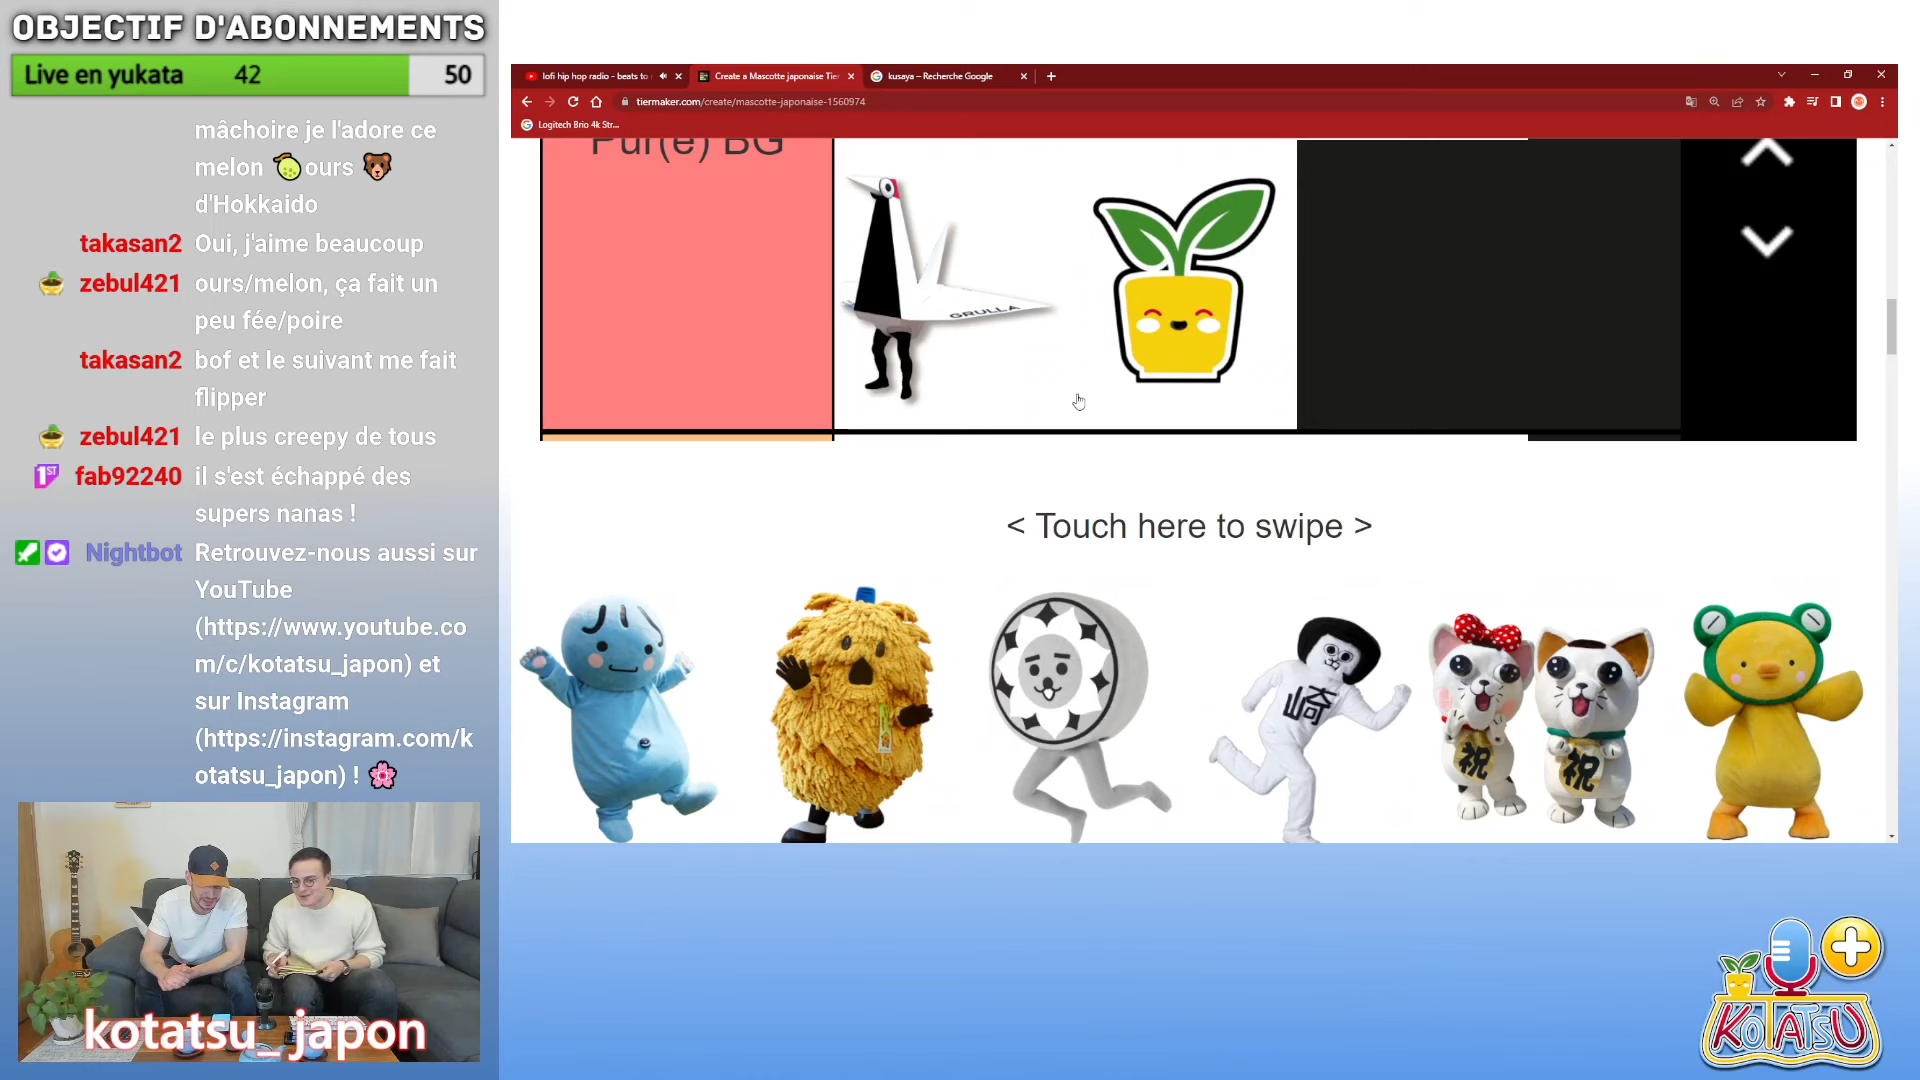 OBJECTIF D'ABONNEMENTS
Live en yukata 42 50
mâchoire je l'adore ce
melon ours
d'Hokkaido
takasan2 Oui, j'aime beaucoup
zebul421 ours/melon, ça fait un
peu fée/poire
takasan2 bof et le suivant me fait
flipper
zebul421 le plus creepy de tous
1ST fab92240 il s'est échappé des
supers nanas !
Nightbot Retrouvez-nous aussi sur
YouTube
(https://www.youtube.co
m/c/kotatsu_japon) et
sur Instagram
(https://instagram.com/k
otatsu_japon) !
kotatsu_japon
lofi hip hop radio - beats to
Create a Mascotte japonaise Tie
kusaya – Recherche Google
tiermaker.com/create/mascotte-japonaise-1560974
Logitech Brio 4k Str...
Pur(e) BG
GRULLA
< Touch here to swipe >
崎
祝
祝
KOTATSU